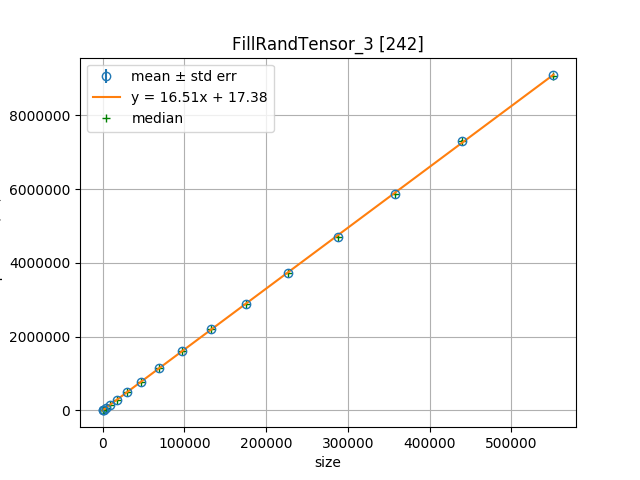 FillRandTensor_3 [242]
mean ± std err
y = 16.51x + 17.38
median
8000000
6000000
4000000
2000000
0
0 100000 200000 300000 400000 500000
size